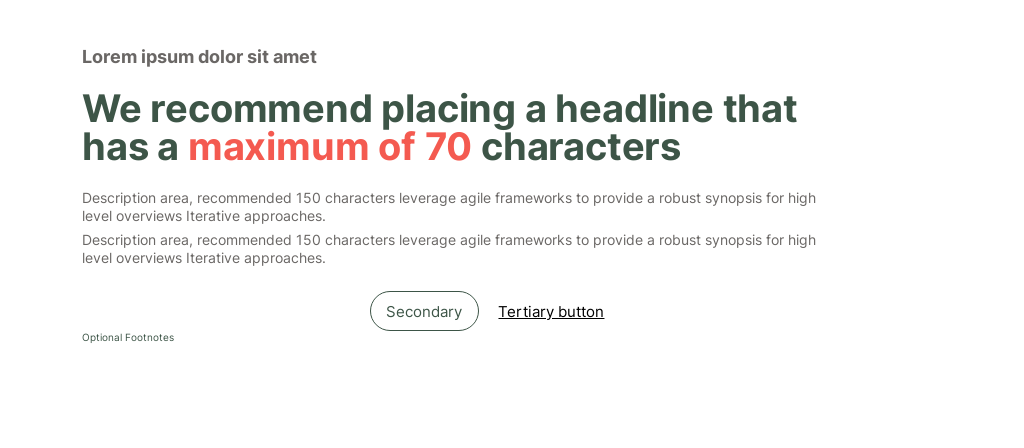 Lorem ipsum dolor sit amet
We recommend placing a headline that
has a maximum of 70 characters
Description area, recommended 150 characters leverage agile frameworks to provide a robust synopsis for high
level overviews Iterative approaches.
Description area, recommended 150 characters leverage agile frameworks to provide a robust synopsis for high
level overviews Iterative approaches.
Secondary Tertiary button
Optional Footnotes